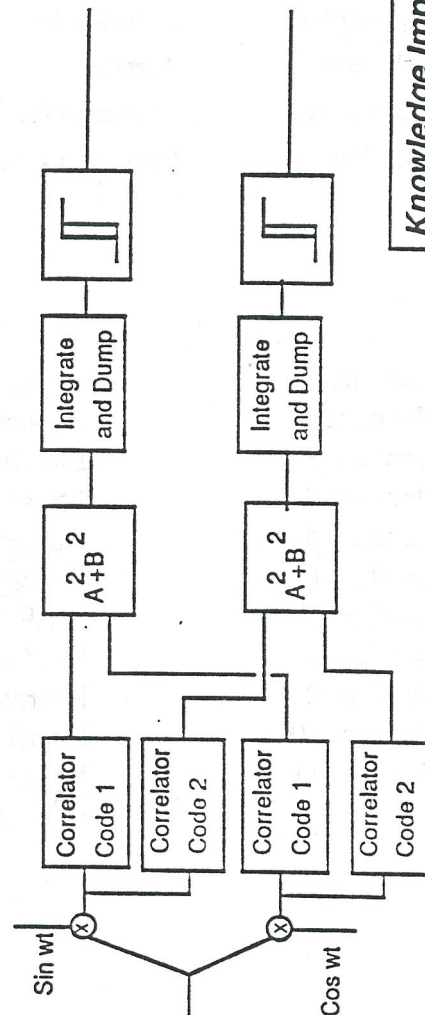 Sin wt
X
Correlator
Code 1
Correlator
Code 2
A²+B²
Integrate
and Dump
Cos wt
X
Correlator
Code 1
Correlator
Code 2
A²+B²
Integrate
and Dump
Knowledge Imp